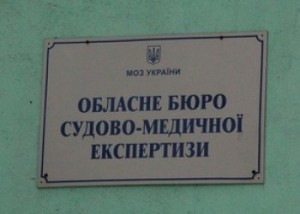 МОЗ УКРАЇНИ
ОБЛАСНЕ БЮРО
СУДОВО-МЕДИЧНОЇ
ЕКСПЕРТИЗИ